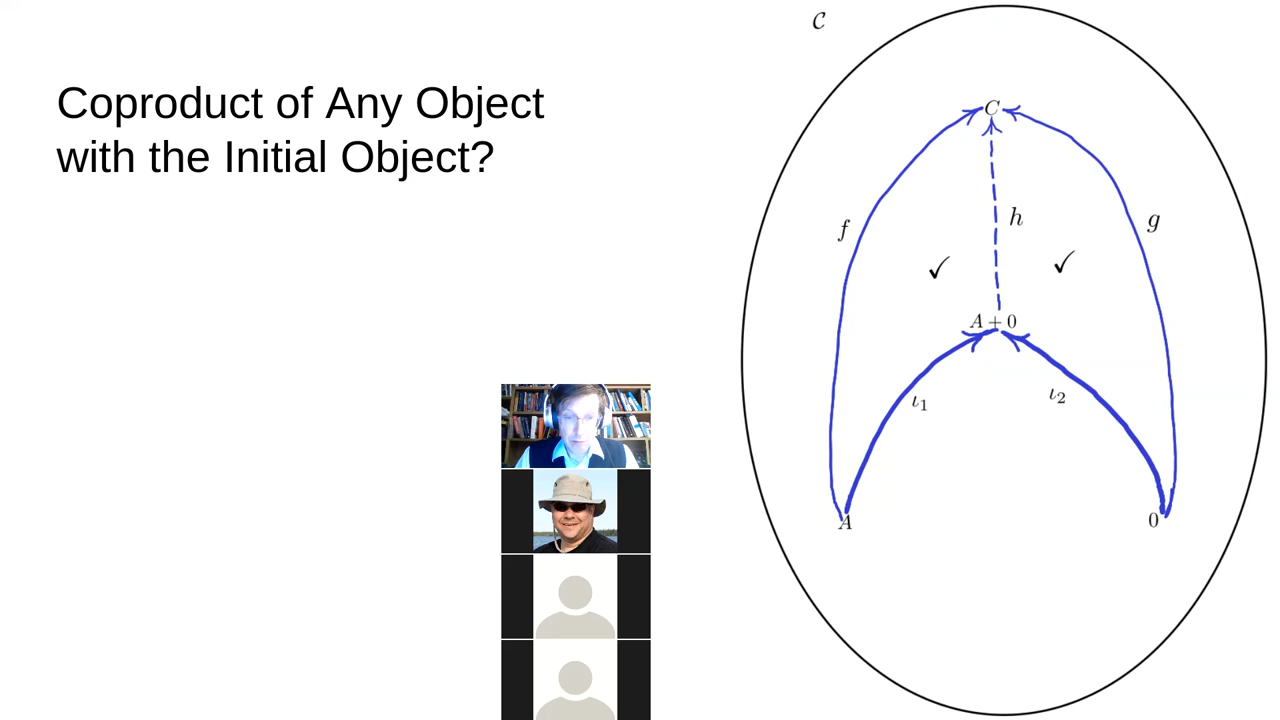 Coproduct of Any Object
with the Initial Object?
𝒞
C
f
h
g
✓ ✓
A + 0
ι₁
ι₂
A
0